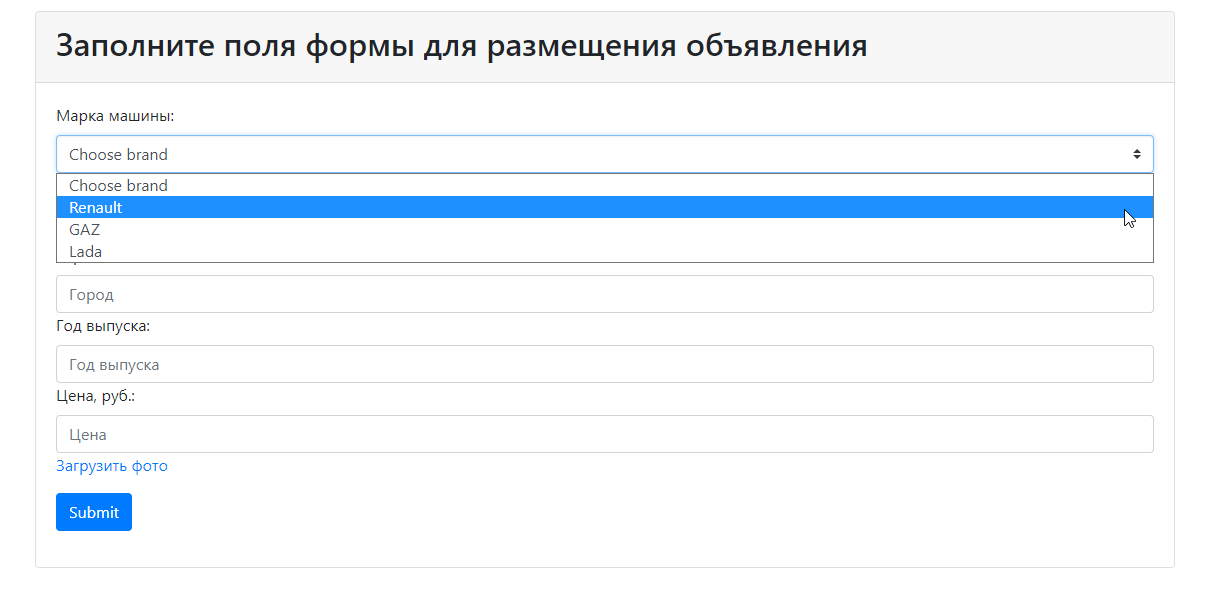 Заполните поля формы для размещения объявления
Марка машины:
Choose brand
Choose brand
Renault
GAZ
Lada
Город
Год выпуска:
Год выпуска
Цена, руб.:
Цена
Загрузить фото
Submit